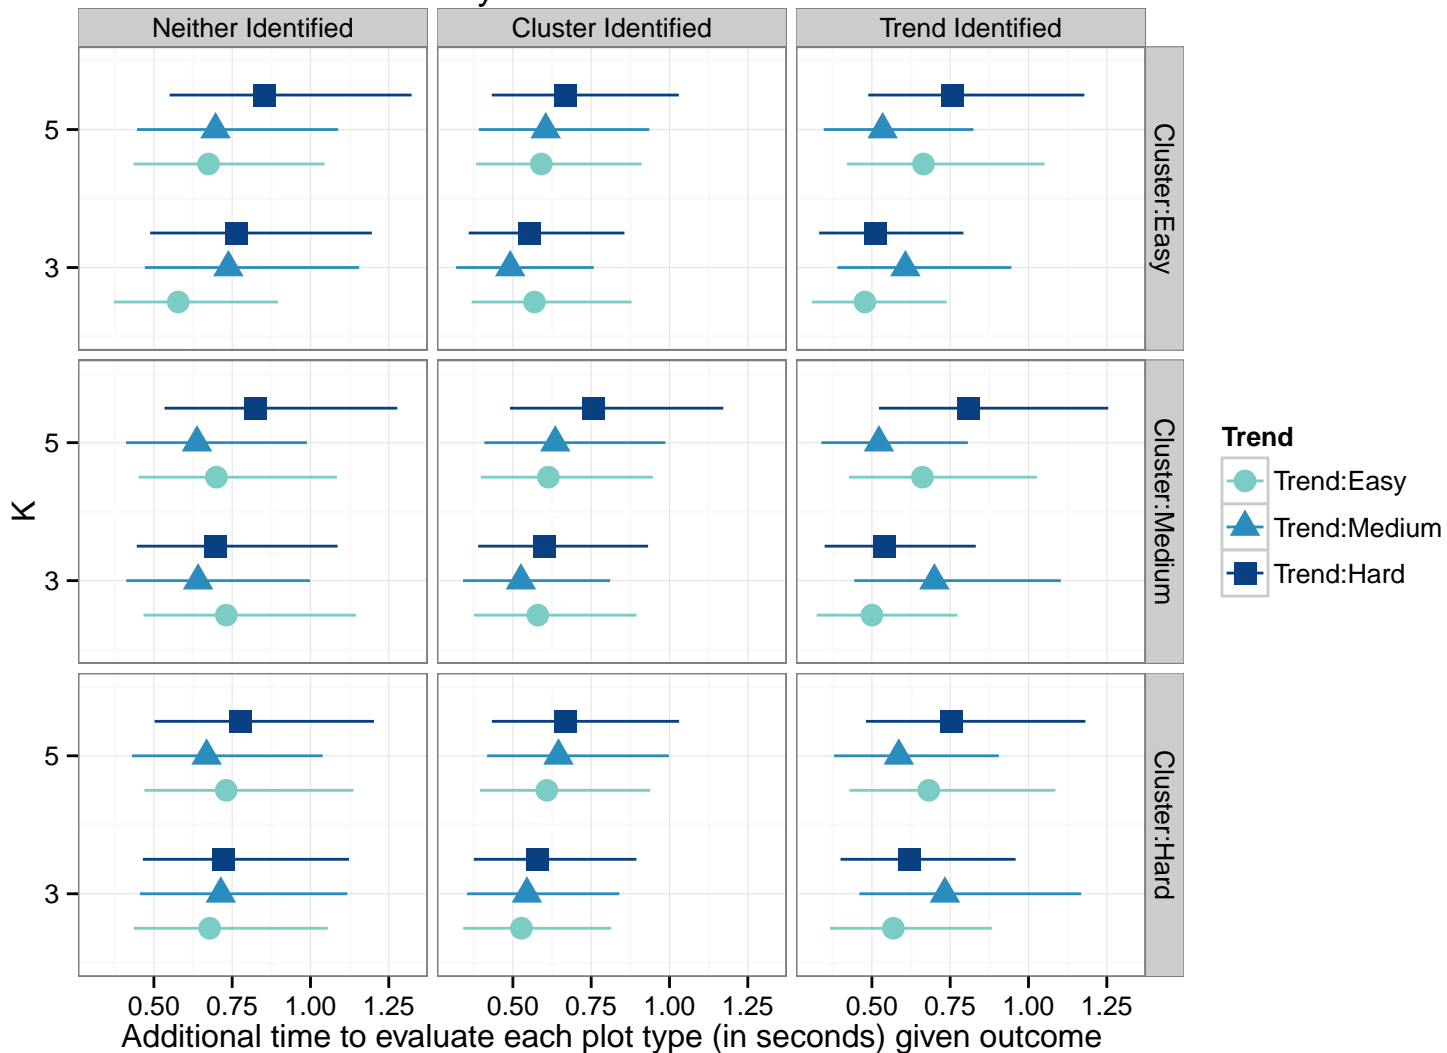 Neither Identified
Cluster Identified
Trend Identified
5
3
Cluster:Easy
5
3
Cluster:Medium
5
3
Cluster:Hard
K
0.50 0.75 1.00 1.25
0.50 0.75 1.00 1.25
0.50 0.75 1.00 1.25
Additional time to evaluate each plot type (in seconds) given outcome
Trend
Trend:Easy
Trend:Medium
Trend:Hard